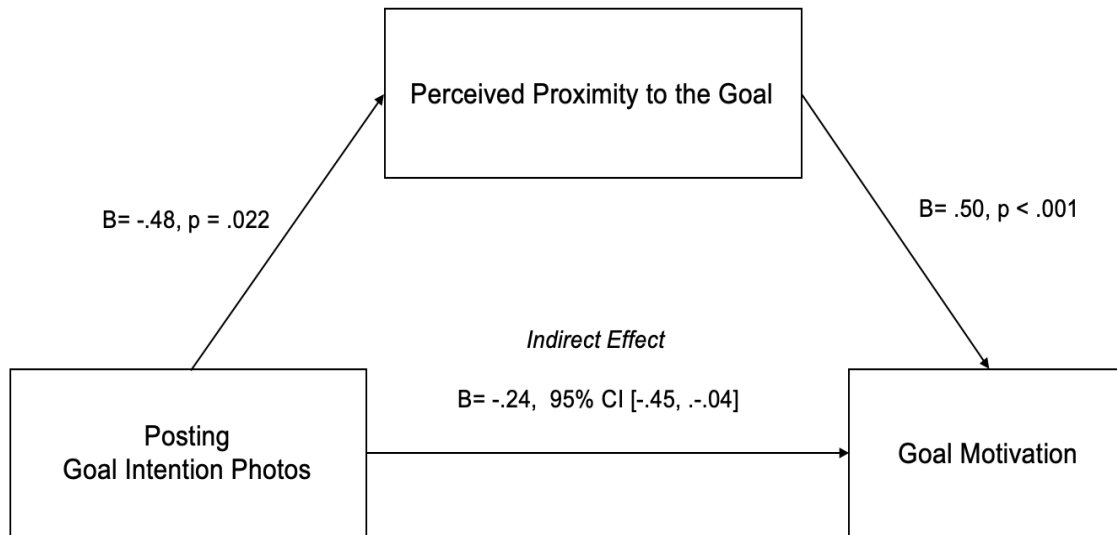 Perceived Proximity to the Goal
B= -.48, p = .022
B= .50, p < .001
Indirect Effect
B= -.24,  95% CI [-.45, .-.04]
Posting
Goal Intention Photos
Goal Motivation